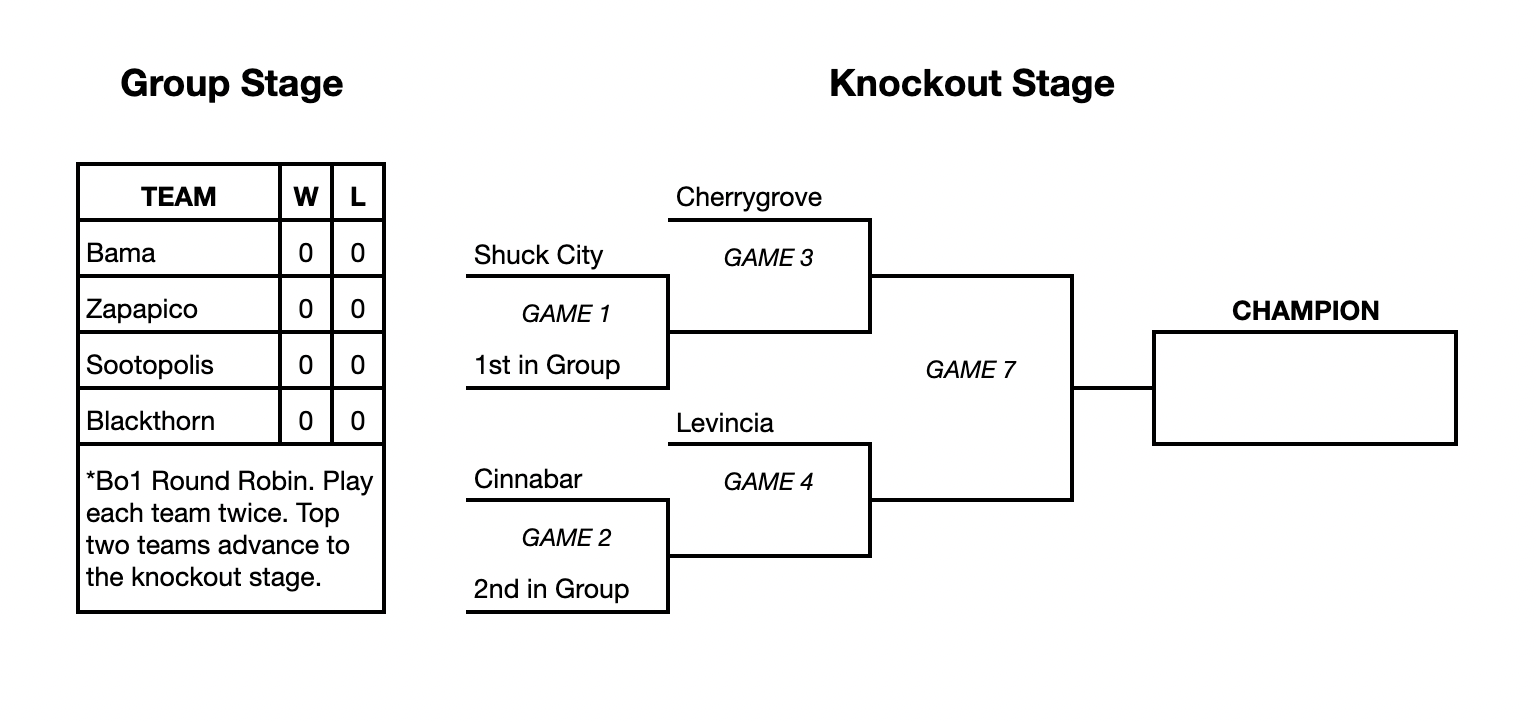 Group Stage
Knockout Stage
TEAM W L
Bama 0 0
Zapapico 0 0
Sootopolis 0 0
Blackthorn 0 0
*Bo1 Round Robin. Play
each team twice. Top
two teams advance to
the knockout stage.
Cherrygrove
Shuck City
GAME 3
GAME 1
1st in Group
Levincia
Cinnabar
GAME 4
GAME 2
2nd in Group
GAME 7
CHAMPION